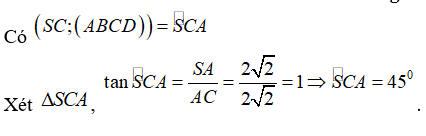 Có (SC;(ABCD)) = SCA
Xét ΔSCA, tan SCA = SA/AC = 2√2/2√2 = 1 ⇒ SCA = 45⁰.